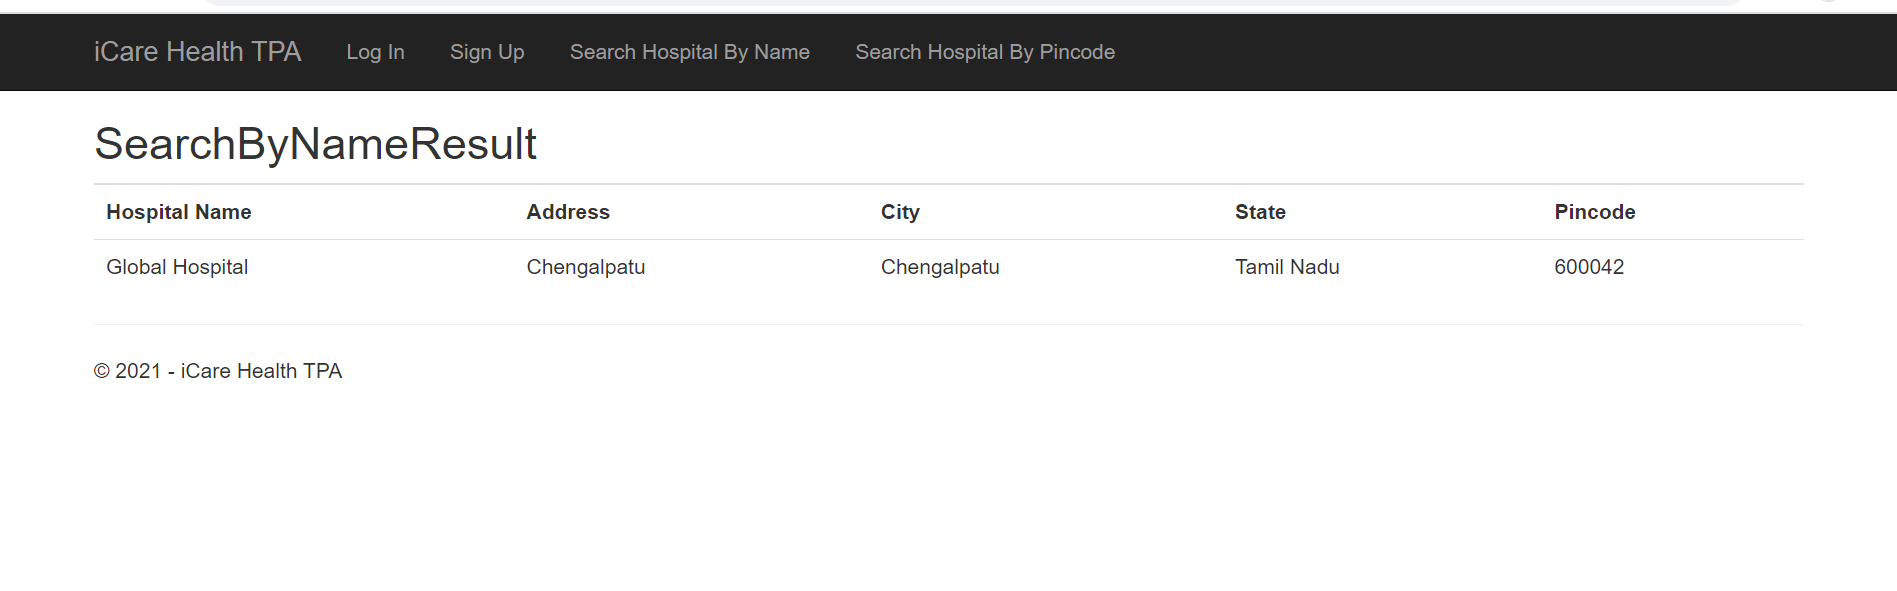 iCare Health TPA Log In Sign Up Search Hospital By Name Search Hospital By Pincode
SearchByNameResult
Hospital Name Address City State Pincode
Global Hospital Chengalpatu Chengalpatu Tamil Nadu 600042
© 2021 - iCare Health TPA